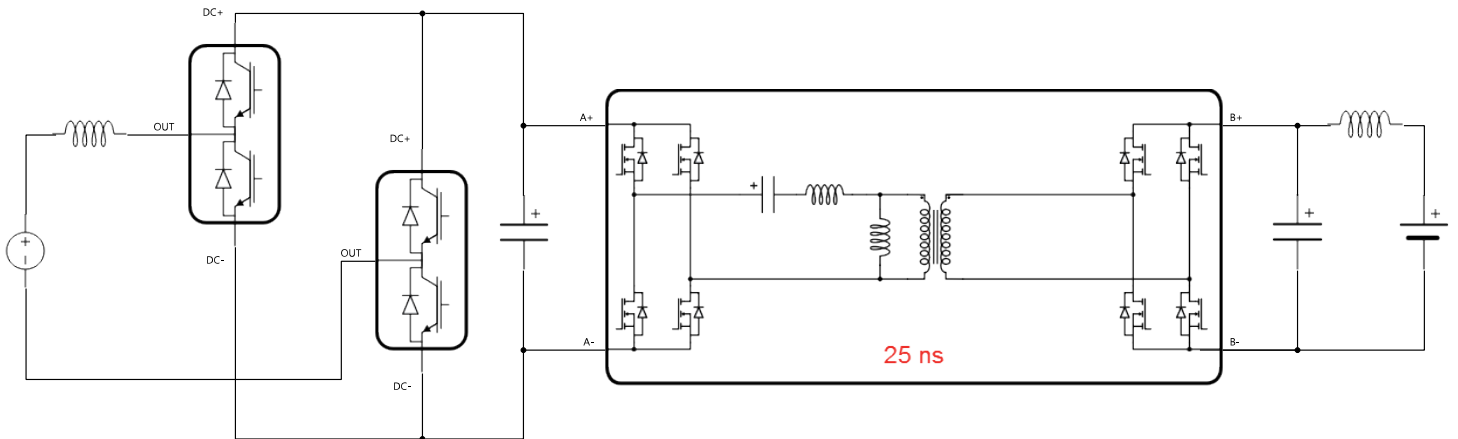 DC+
OUT
DC-
DC+
OUT
DC-
A+
A-
25 ns
B+
B-